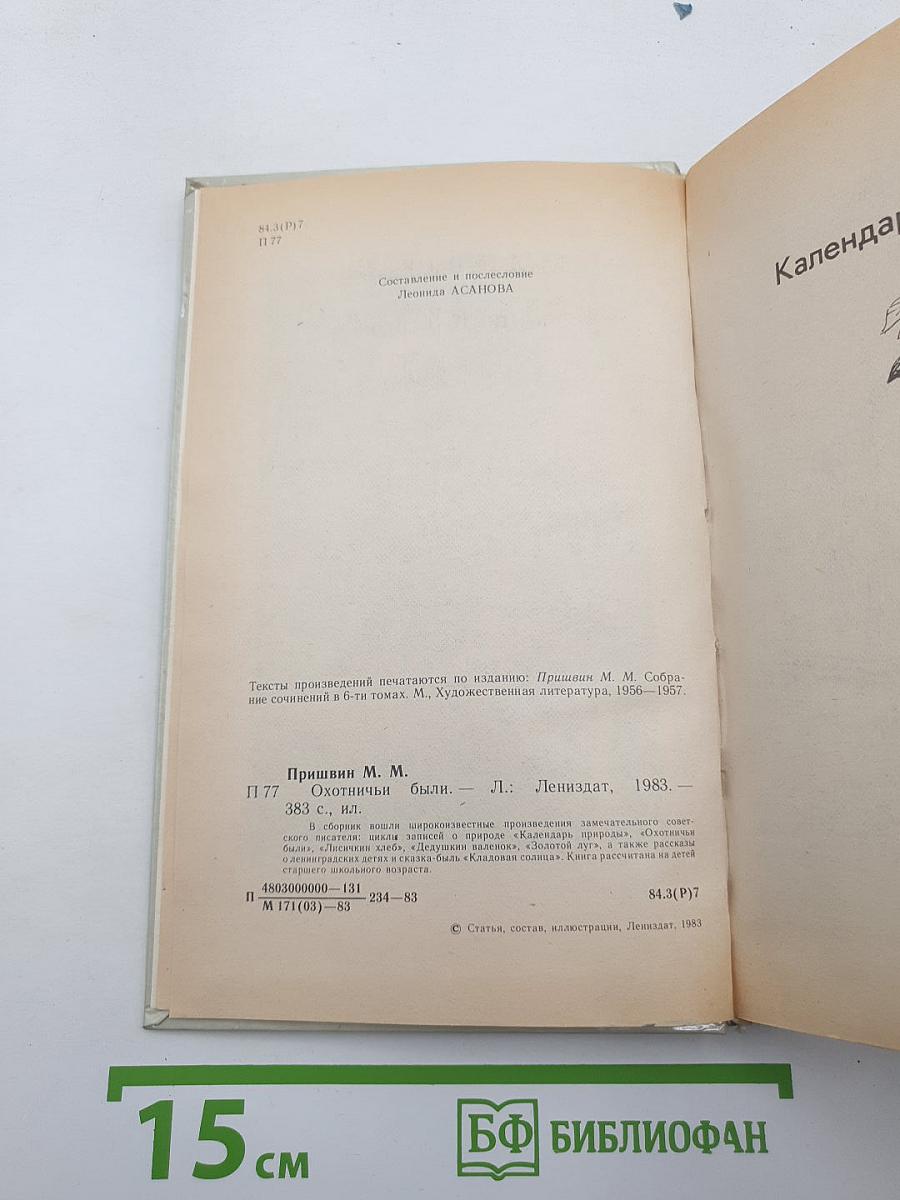 84.3(Р)7
П 77
Составление и послесловие
Леонида АСАНОВА
Тексты произведений печатаются по изданию: Пришвин М. М. Собра-
ние сочинений в 6-ти томах. М., Художественная литература, 1956—1957.
Пришвин М. М.
П 77 Охотничьи были. — Л.: Лениздат, 1983. —
383 с., ил.
В сборник вошли широкоизвестные произведения замечательного совет-
ского писателя: циклы записей о природе «Календарь природы», «Охотничьи
были», «Лисичкин хлеб», «Дедушкин валенок», «Золотой луг», а также рассказы
о ленинградских детях и сказка-быль «Кладовая солнца». Книга рассчитана на детей
старшего школьного возраста.
П 4803000000—131
М 171(03)—83 234—83 84.3(Р)7
© Статья, состав, иллюстрации, Лениздат, 1983
Календар
15 см
БФ БИБЛИОФАН